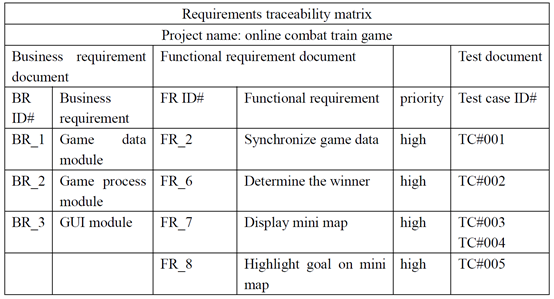 Requirements traceability matrix
Project name: online combat train game
Business requirement document Functional requirement document Test document
BR ID# Business requirement FR ID# Functional requirement priority Test case ID#
BR_1 Game data module FR_2 Synchronize game data high TC#001
BR_2 Game process module FR_6 Determine the winner high TC#002
BR_3 GUI module FR_7 Display mini map high TC#003
TC#004
FR_8 Highlight goal on mini map high TC#005